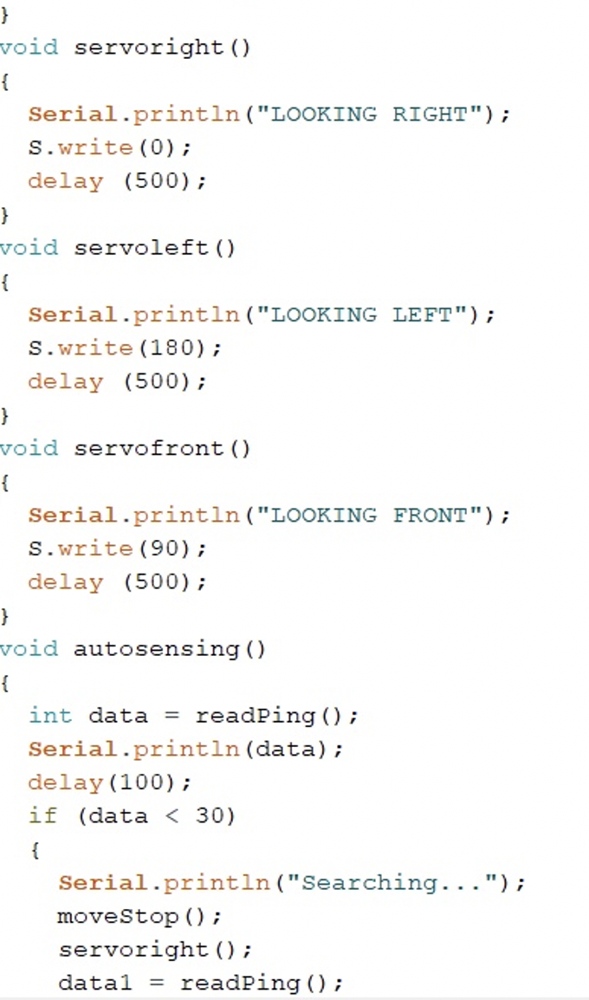 }
void servoright()
{
  Serial.println("LOOKING RIGHT");
  S.write(0);
  delay (500);
}
void servoleft()
{
  Serial.println("LOOKING LEFT");
  S.write(180);
  delay (500);
}
void servofront()
{
  Serial.println("LOOKING FRONT");
  S.write(90);
  delay (500);
}
void autosensing()
{
  int data = readPing();
  Serial.println(data);
  delay(100);
  if (data < 30)
  {
    Serial.println("Searching...");
    moveStop();
    servoright();
    data1 = readPing();